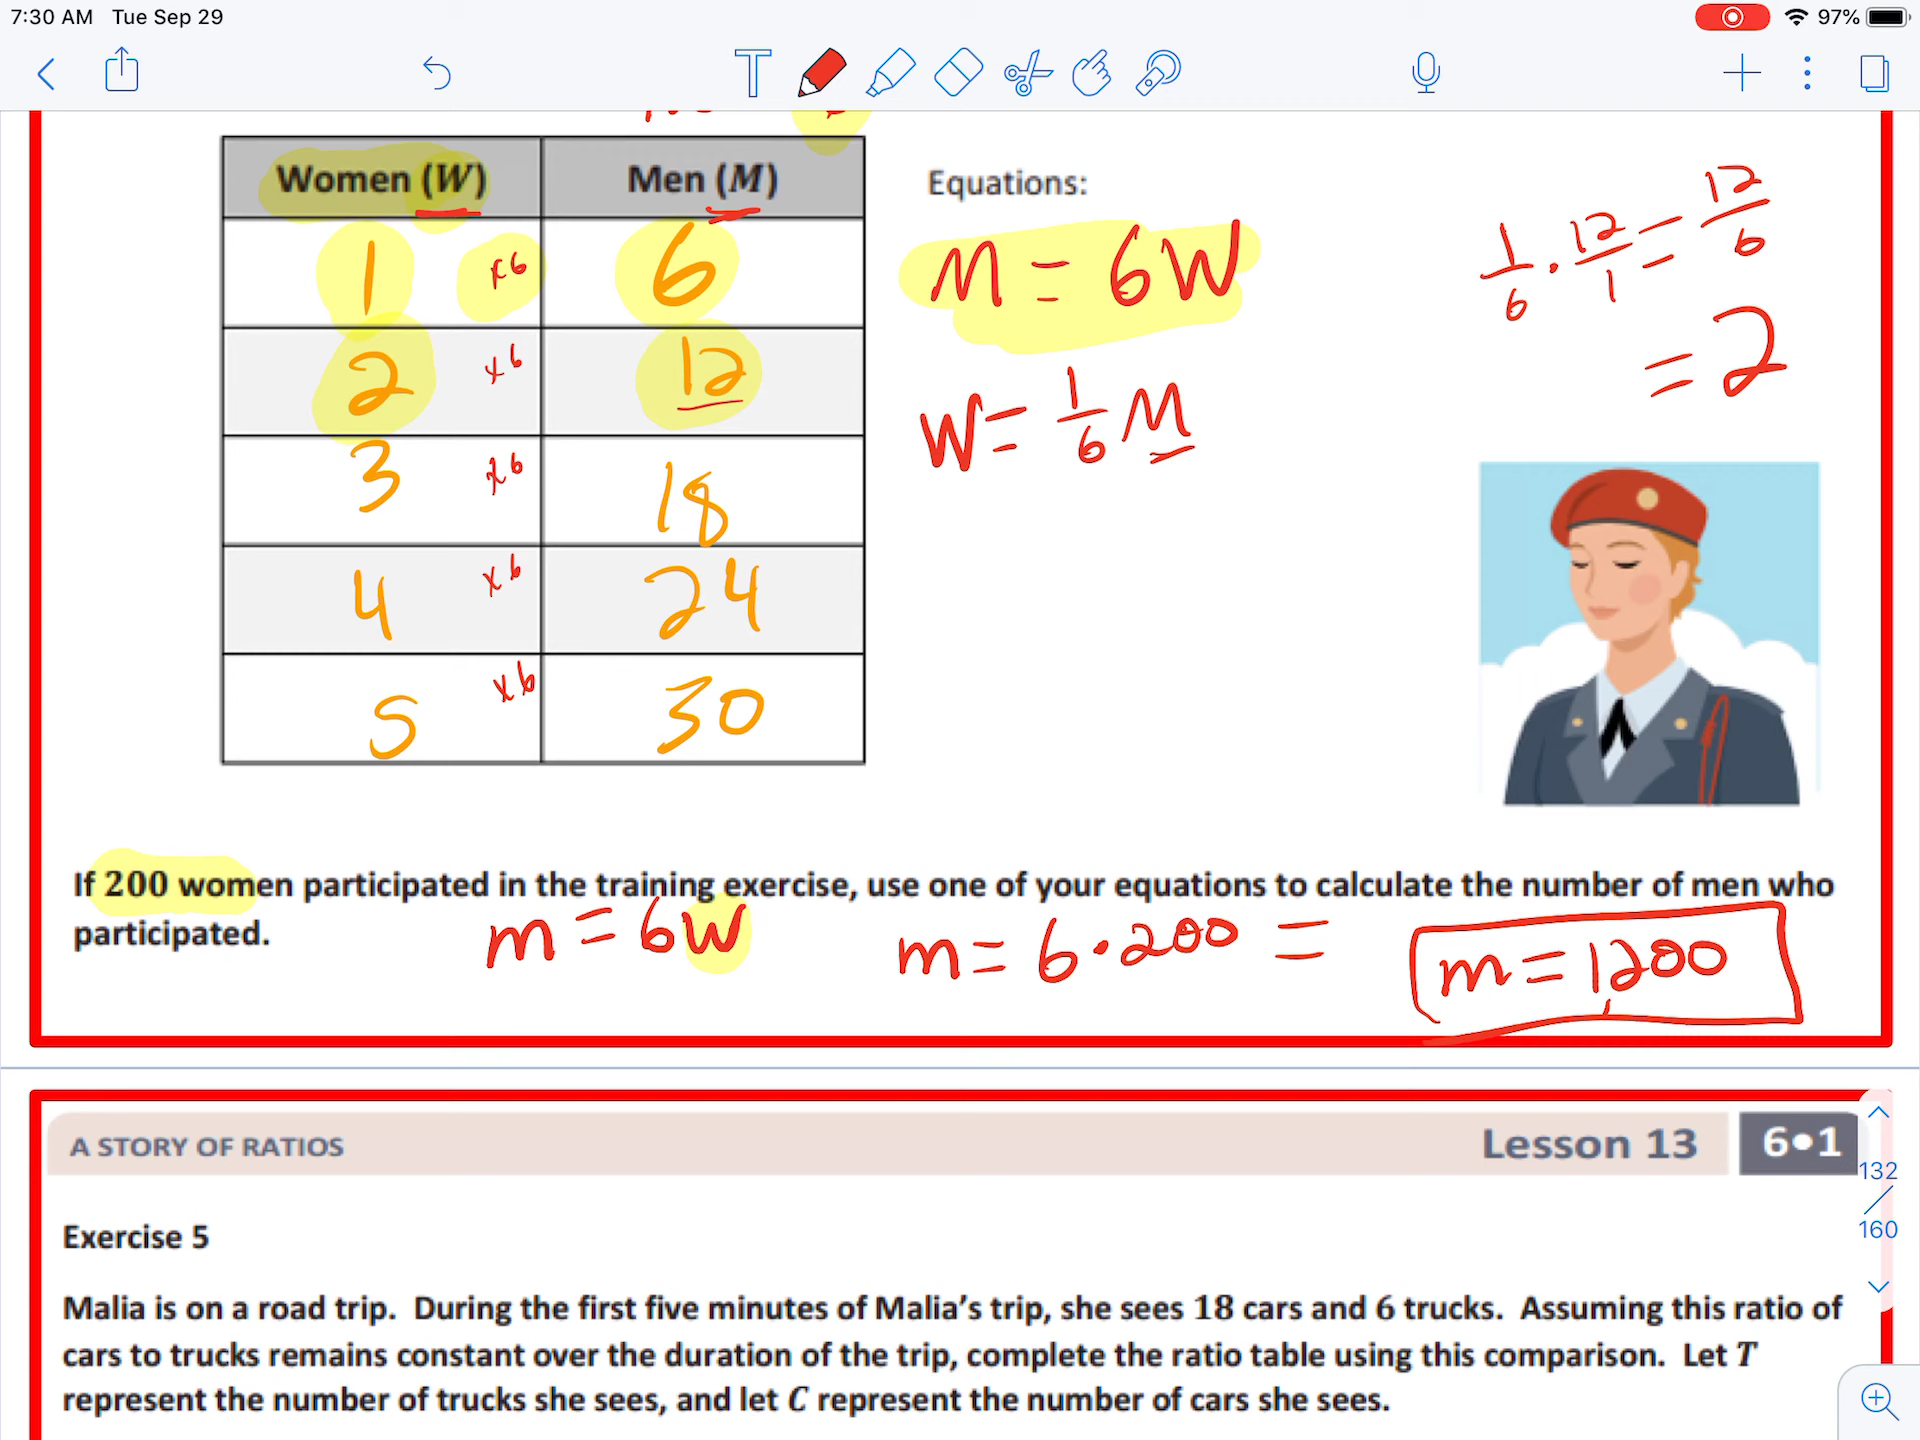 7:30 AM Tue Sep 29
97%
Women (W) Men (M)
1 x6 6
2 x6 12
3 x6 18
4 x6 24
5 x6 30
Equations:
M = 6W
W = 1/6 M
1/6 · 12/1 = 12/6
= 2
If 200 women participated in the training exercise, use one of your equations to calculate the number of men who
participated.
m = 6W m = 6·200 = m = 1,200
A STORY OF RATIOS Lesson 13 6•1
132
160
Exercise 5
Malia is on a road trip. During the first five minutes of Malia's trip, she sees 18 cars and 6 trucks. Assuming this ratio of
cars to trucks remains constant over the duration of the trip, complete the ratio table using this comparison. Let T
represent the number of trucks she sees, and let C represent the number of cars she sees.